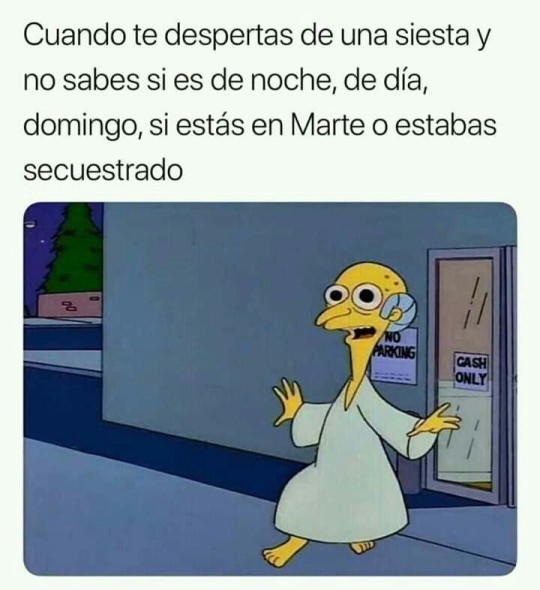 Cuando te despertas de una siesta y
no sabes si es de noche, de día,
domingo, si estás en Marte o estabas
secuestrado
NO
PARKING
CASH
ONLY